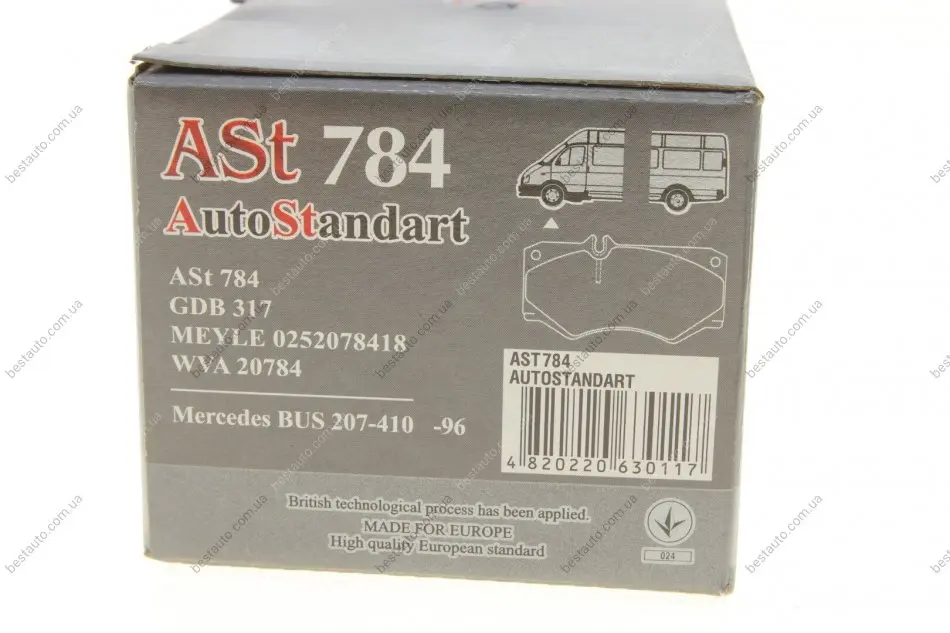 ASt 784
AutoStandart
ASt 784
GDB 317
MEYLE 0252078418
WVA 20784
Mercedes BUS 207-410 -96
AST784
AUTOSTANDART
4 820220 630117
British technological process has been applied.
MADE FOR EUROPE
High quality European standard
024
bestauto.com.ua